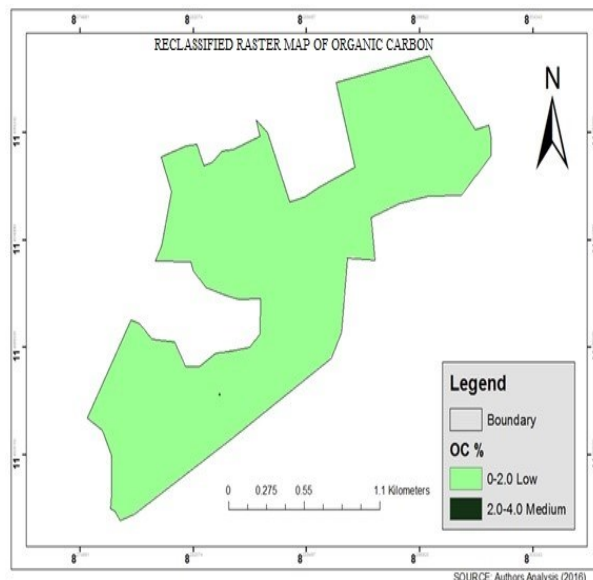 RECLASSIFIED RASTER MAP OF ORGANIC CARBON
8 8 8 8 8
N
11
11
11
11
Legend
Boundary
OC %
0-2.0 Low
2.0-4.0 Medium
0 0.275 0.55 1.1 Kilometers
8 8 8 8 8
SOURCE: Authors Analysis (2016)